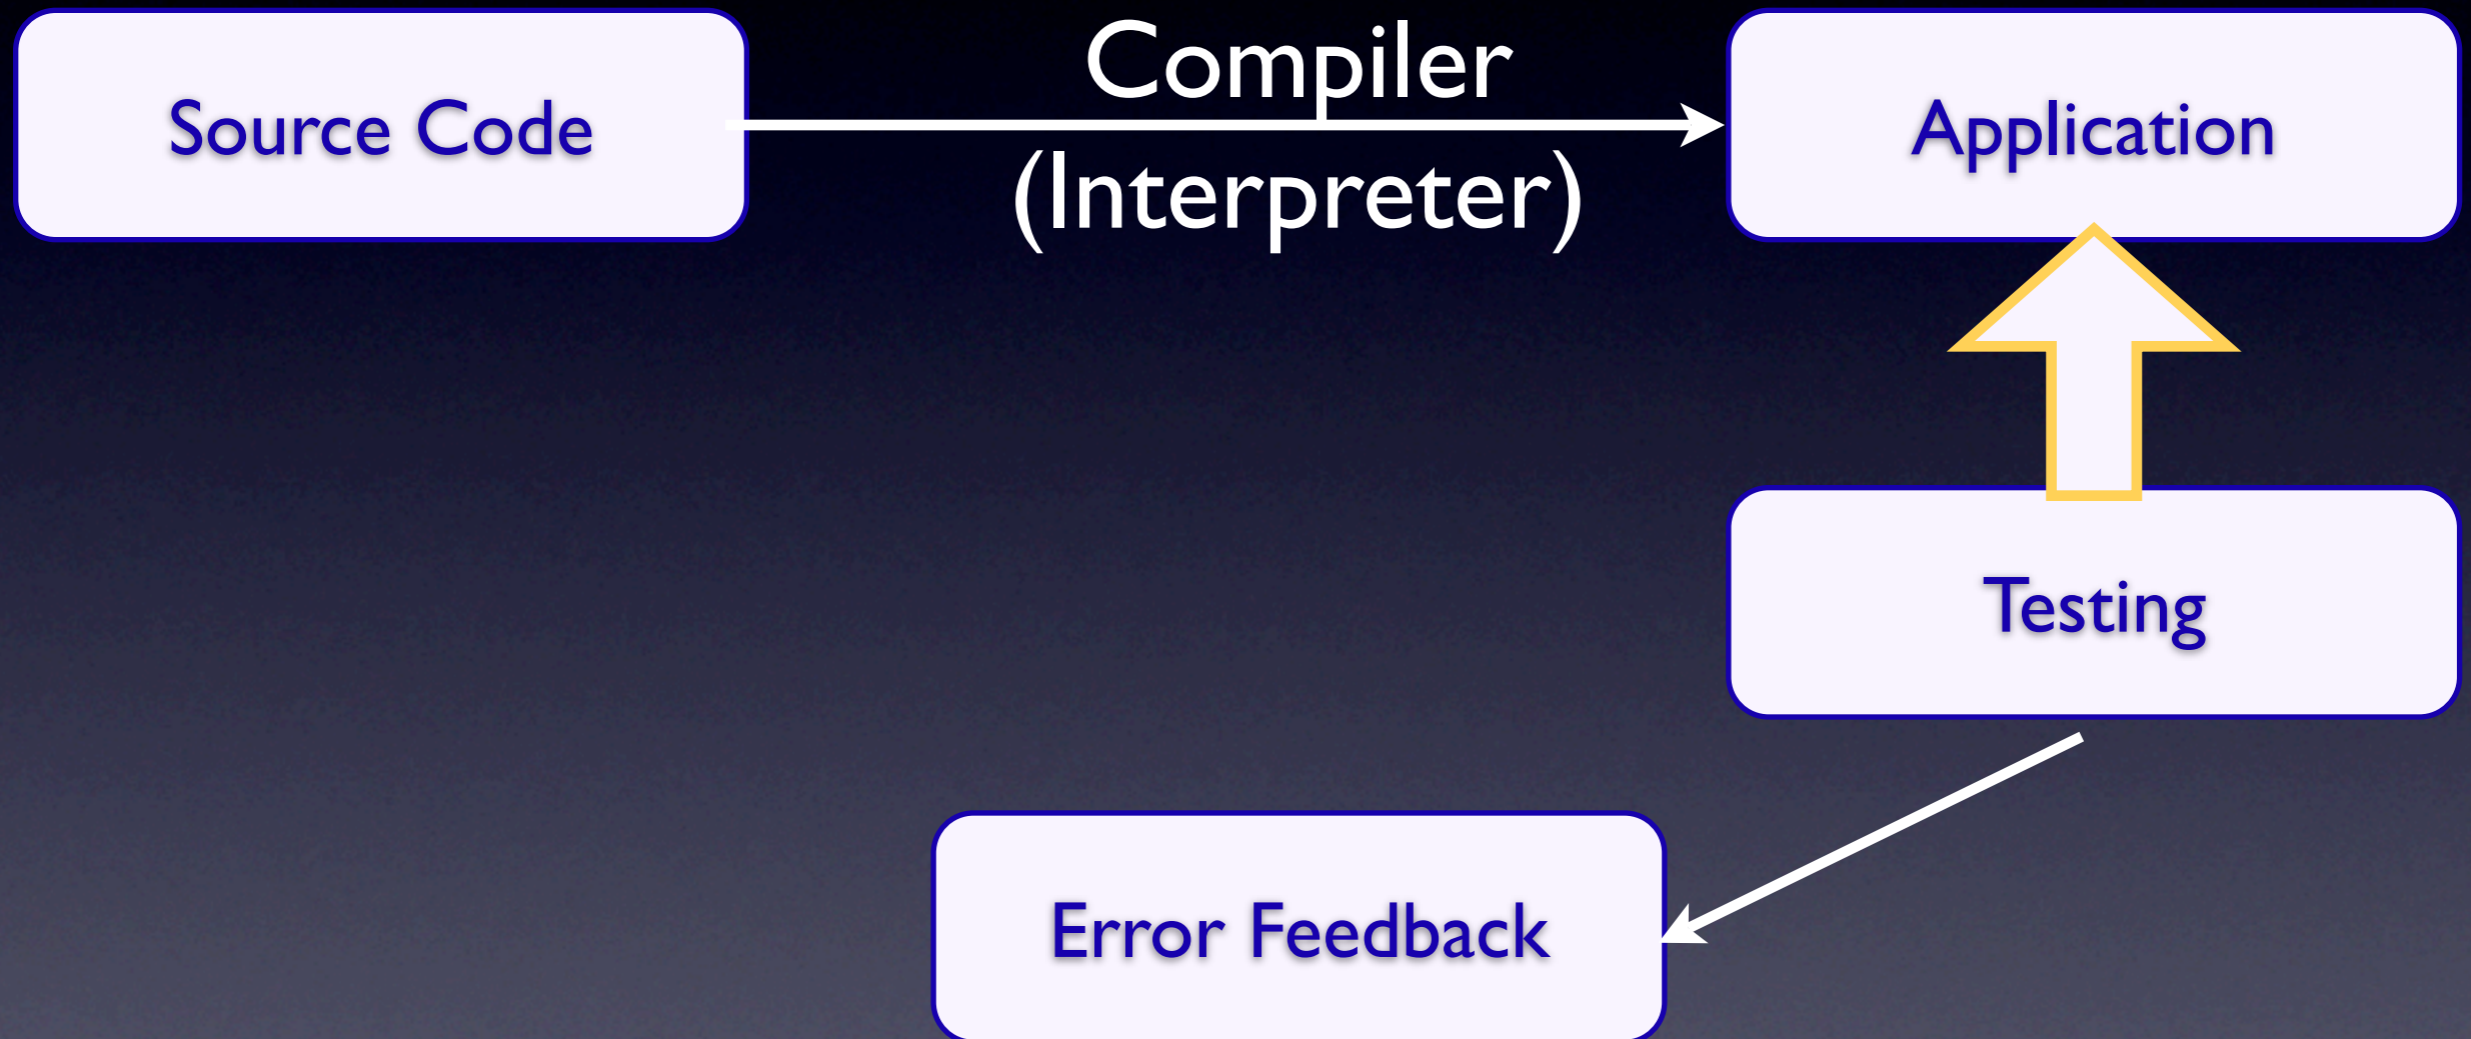 Source Code
Compiler
(Interpreter)
Application
Testing
Error Feedback